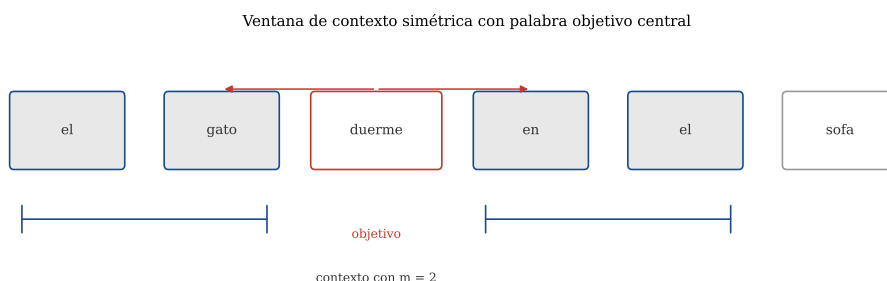 Ventana de contexto simétrica con palabra objetivo central
el gato duerme en el sofa
objetivo
contexto con m = 2